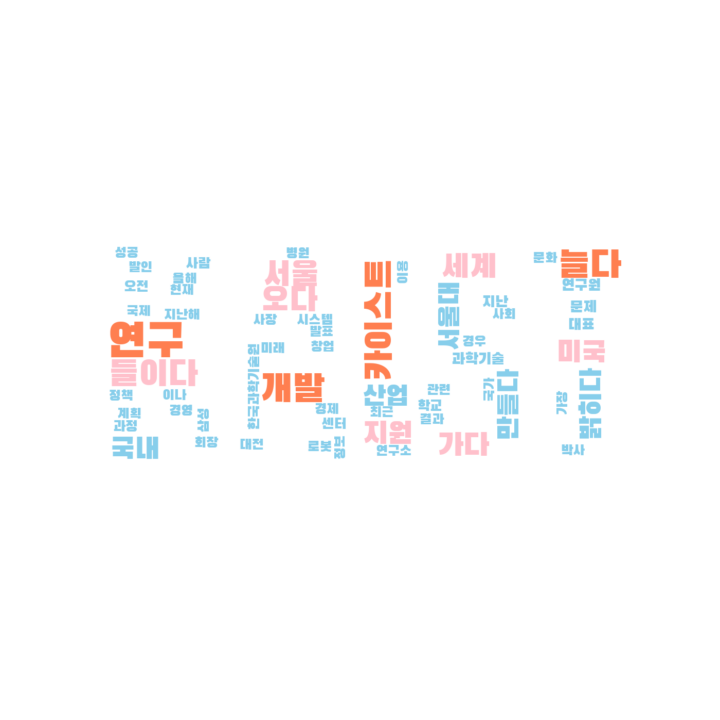 성공
말인
사람
올해
오전
현재
국제
지난해
연구
들이다
정책
이나
계획
경영
과정
국내
회장
병원
서울
오다
사장
시스템
발표
미래
창업
한국과학기술원
개발
경제
센터
대전
로봇
정보
카이스트
이용
산업
최근
지원
연구소
세계
서울대
지난
사회
경우
과학기술
관련
국가
학교
결과
만들다
가다
문화
늘다
연구원
문제
대표
미국
가장
밝히다
박사